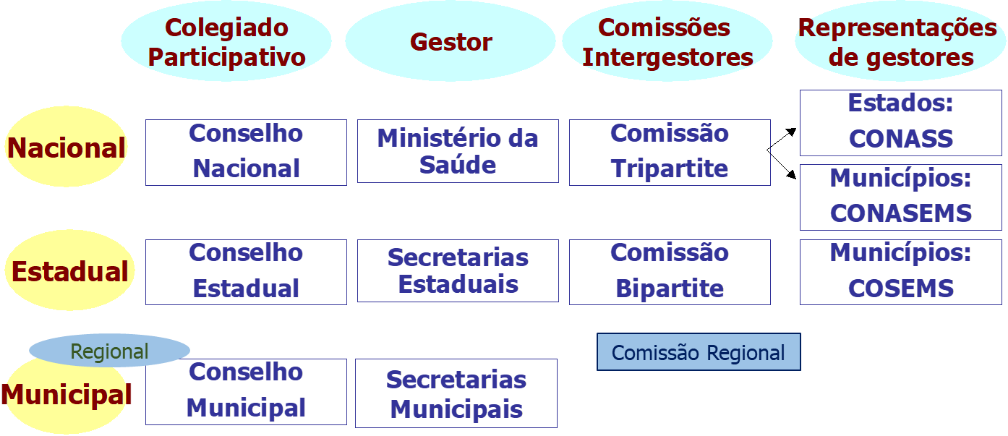 Colegiado
Participativo
Gestor
Comissões
Intergestores
Representações
de gestores
Nacional
Conselho
Nacional
Ministério da
Saúde
Comissão
Tripartite
Estados:
CONASS
Municípios:
CONASEMS
Estadual
Conselho
Estadual
Secretarias
Estaduais
Comissão
Bipartite
Municípios:
COSEMS
Regional
Comissão Regional
Municipal
Conselho
Municipal
Secretarias
Municipais